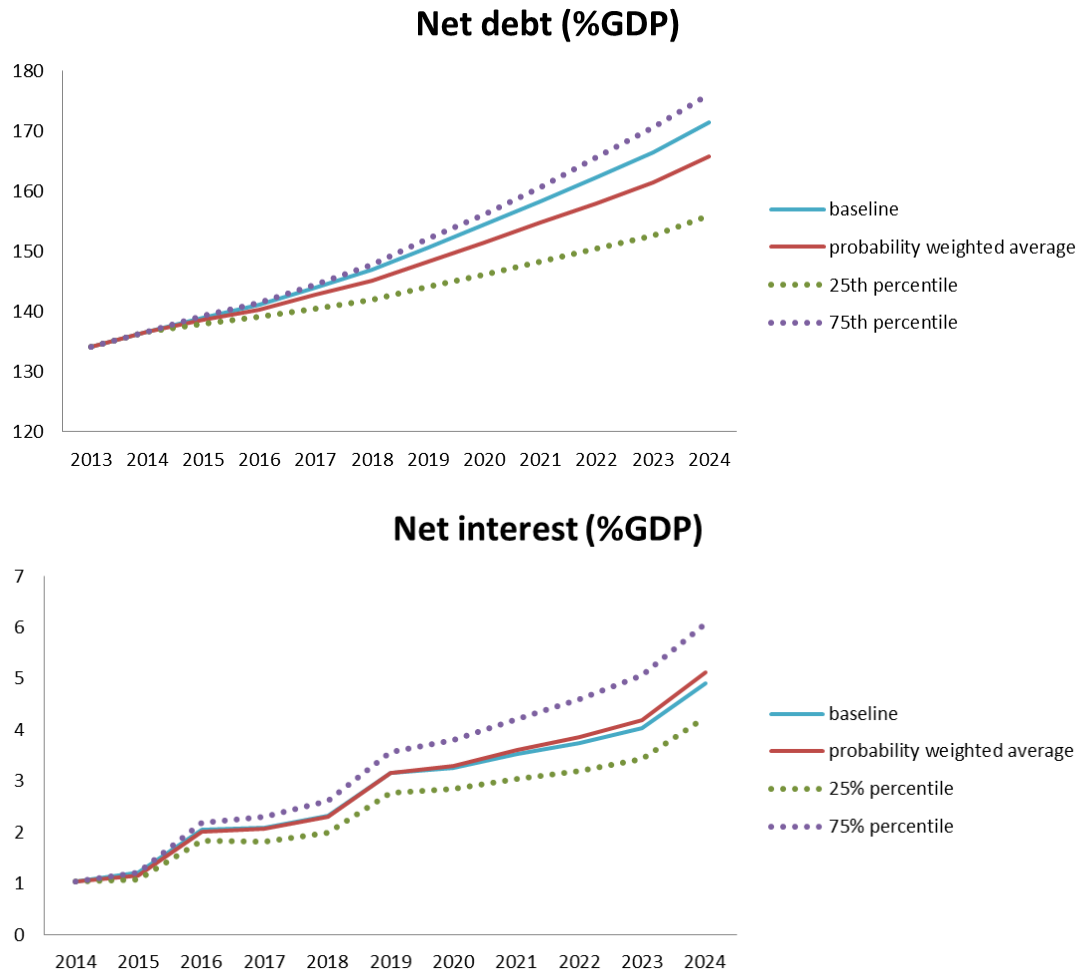 Net debt (%GDP)
180
170
160
150
140
130
120
2013 2014 2015 2016 2017 2018 2019 2020 2021 2022 2023 2024
baseline
probability weighted average
25th percentile
75th percentile
Net interest (%GDP)
7
6
5
4
3
2
1
0
2014 2015 2016 2017 2018 2019 2020 2021 2022 2023 2024
baseline
probability weighted average
25% percentile
75% percentile